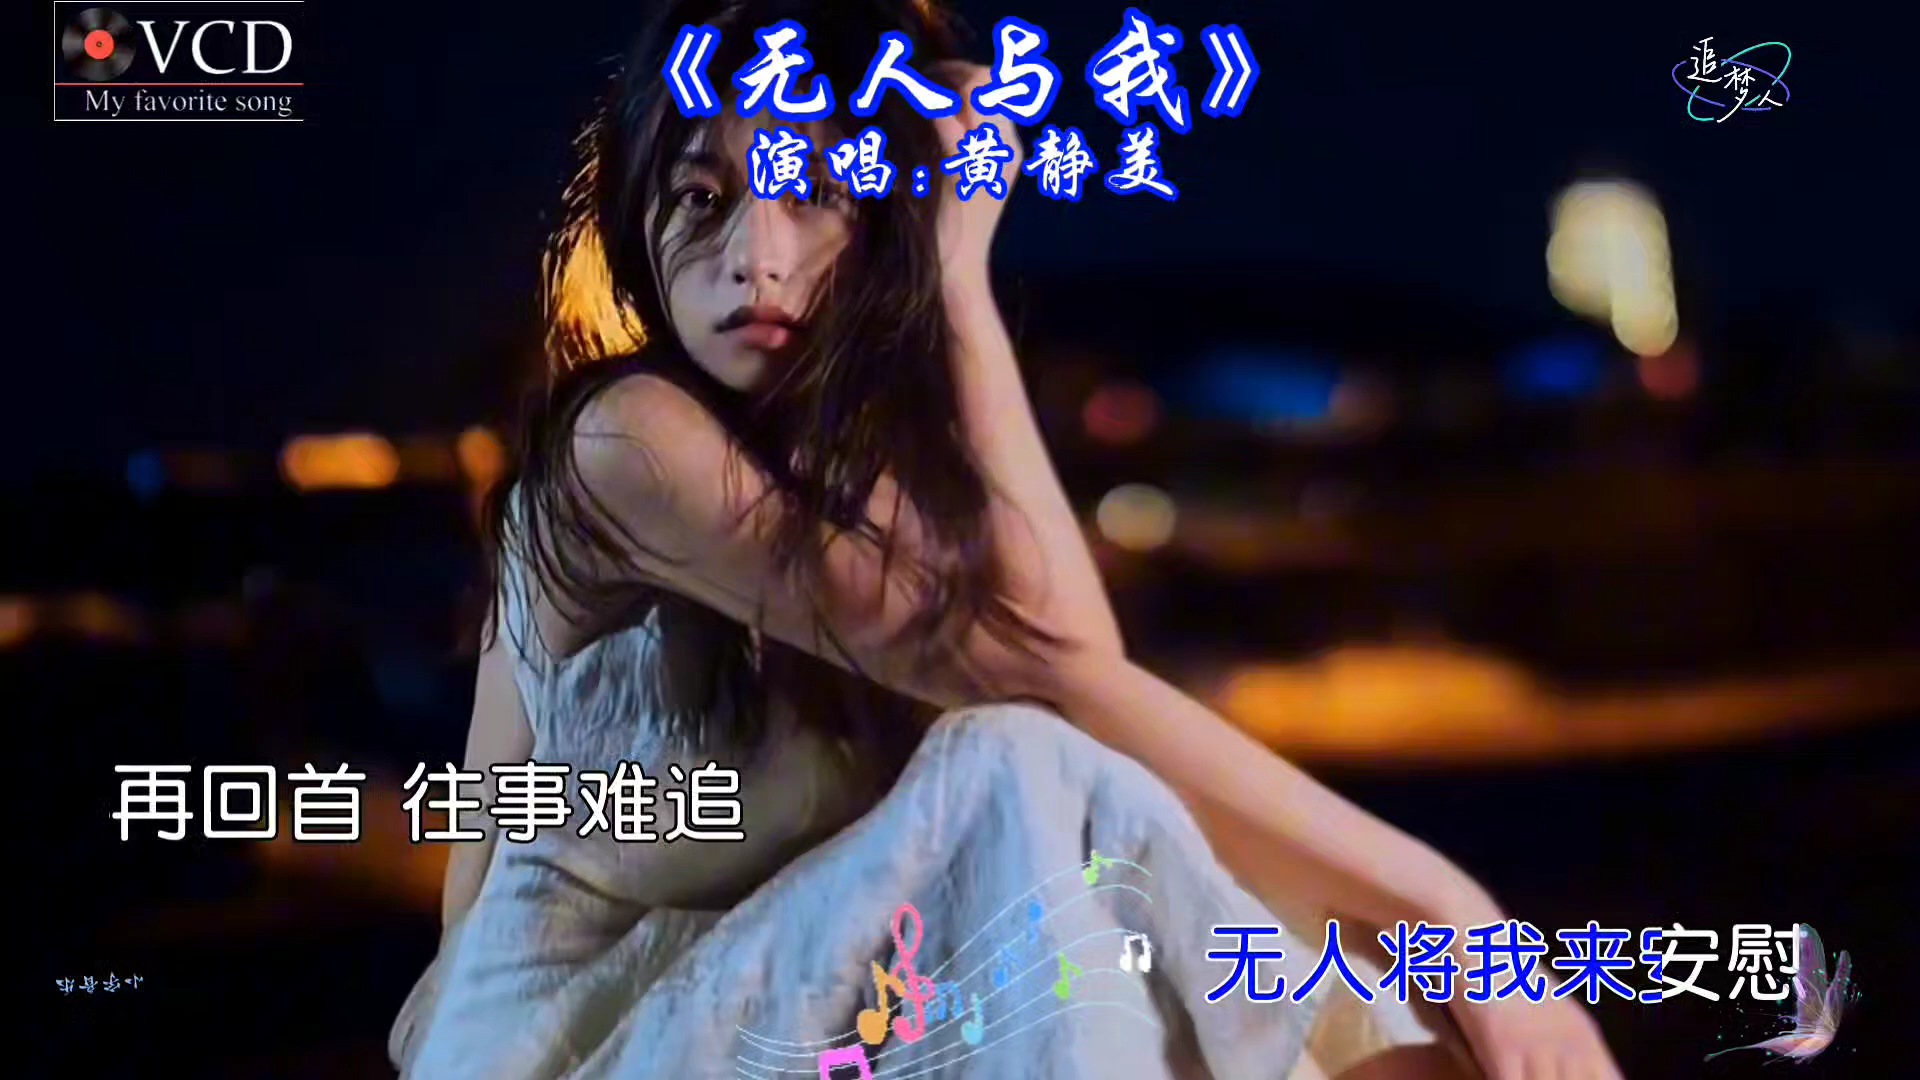 VCD
My favorite song
《无人与我》
演唱:黄静美
追梦人
再回首 往事难追
无人将我来安慰